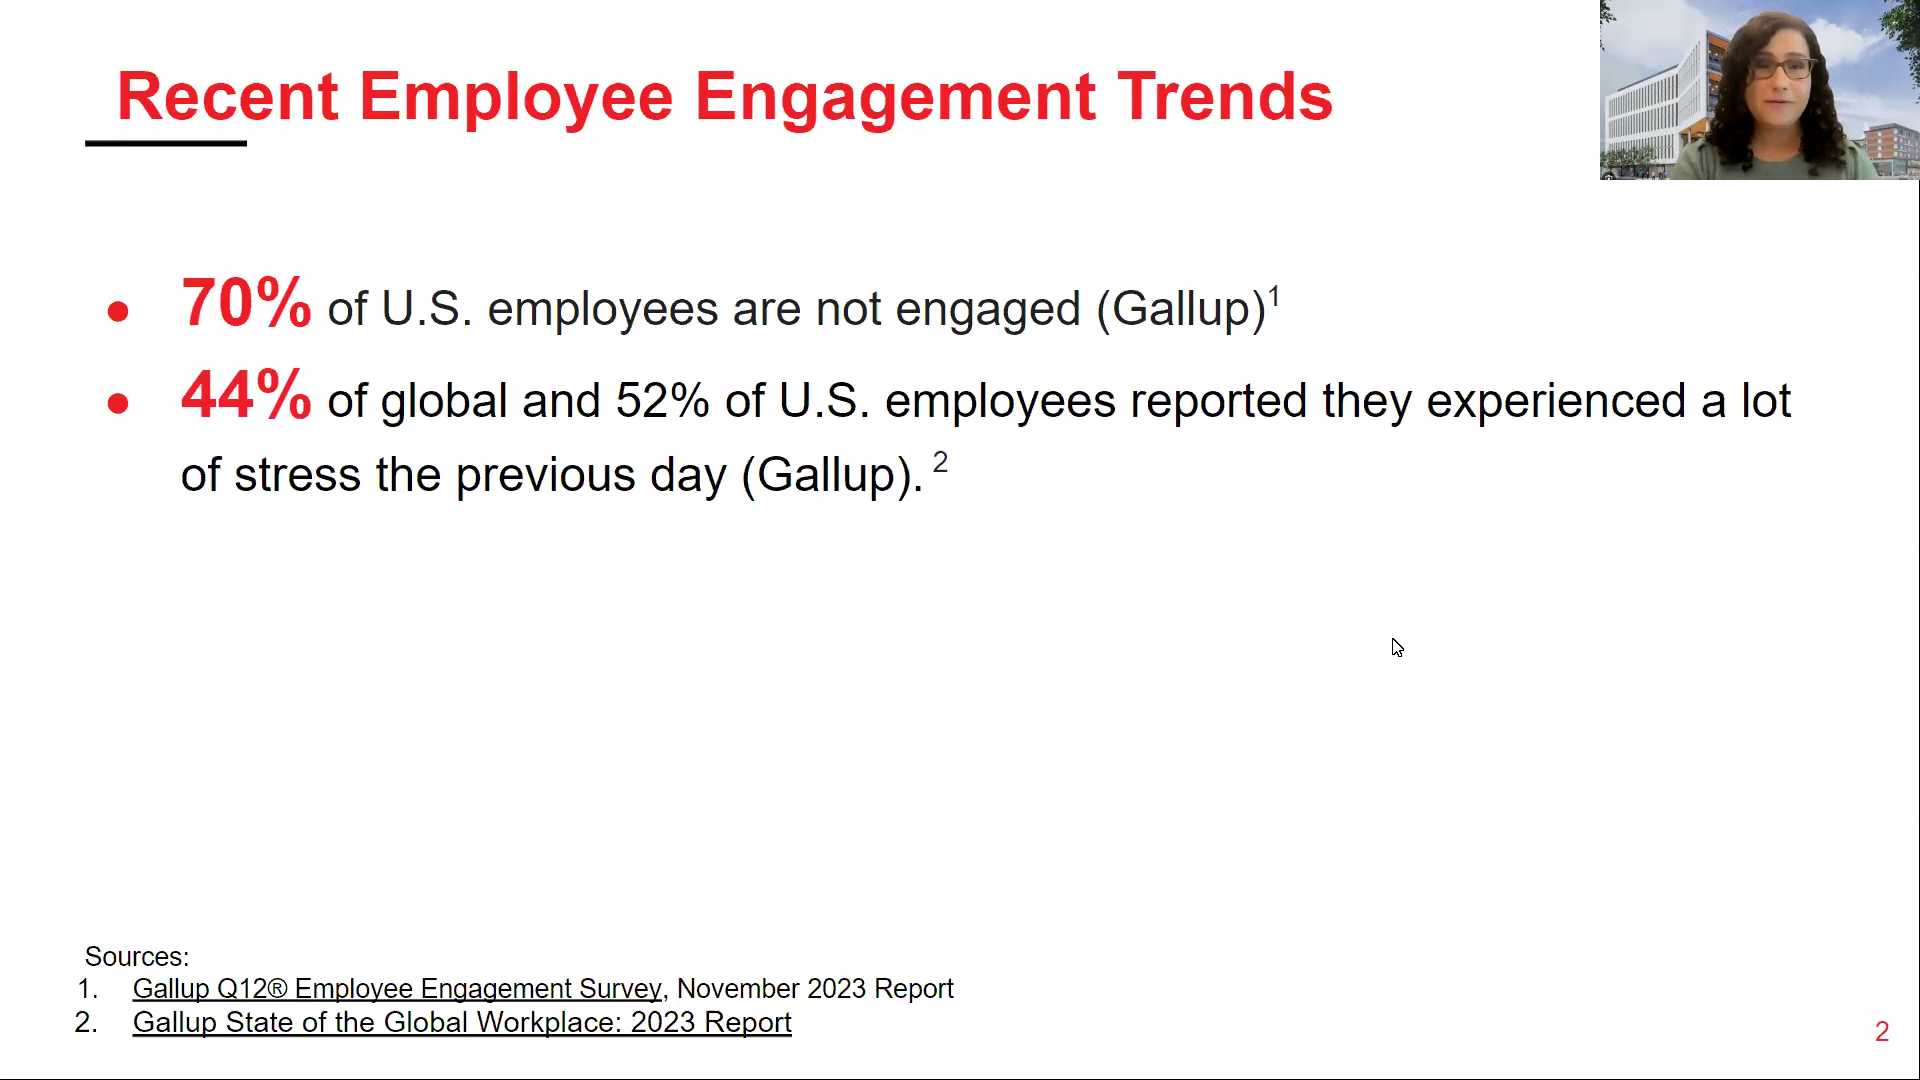 Recent Employee Engagement Trends
● 70% of U.S. employees are not engaged (Gallup)1
● 44% of global and 52% of U.S. employees reported they experienced a lot
of stress the previous day (Gallup). 2
Sources:
1. Gallup Q12® Employee Engagement Survey, November 2023 Report
2. Gallup State of the Global Workplace: 2023 Report
2